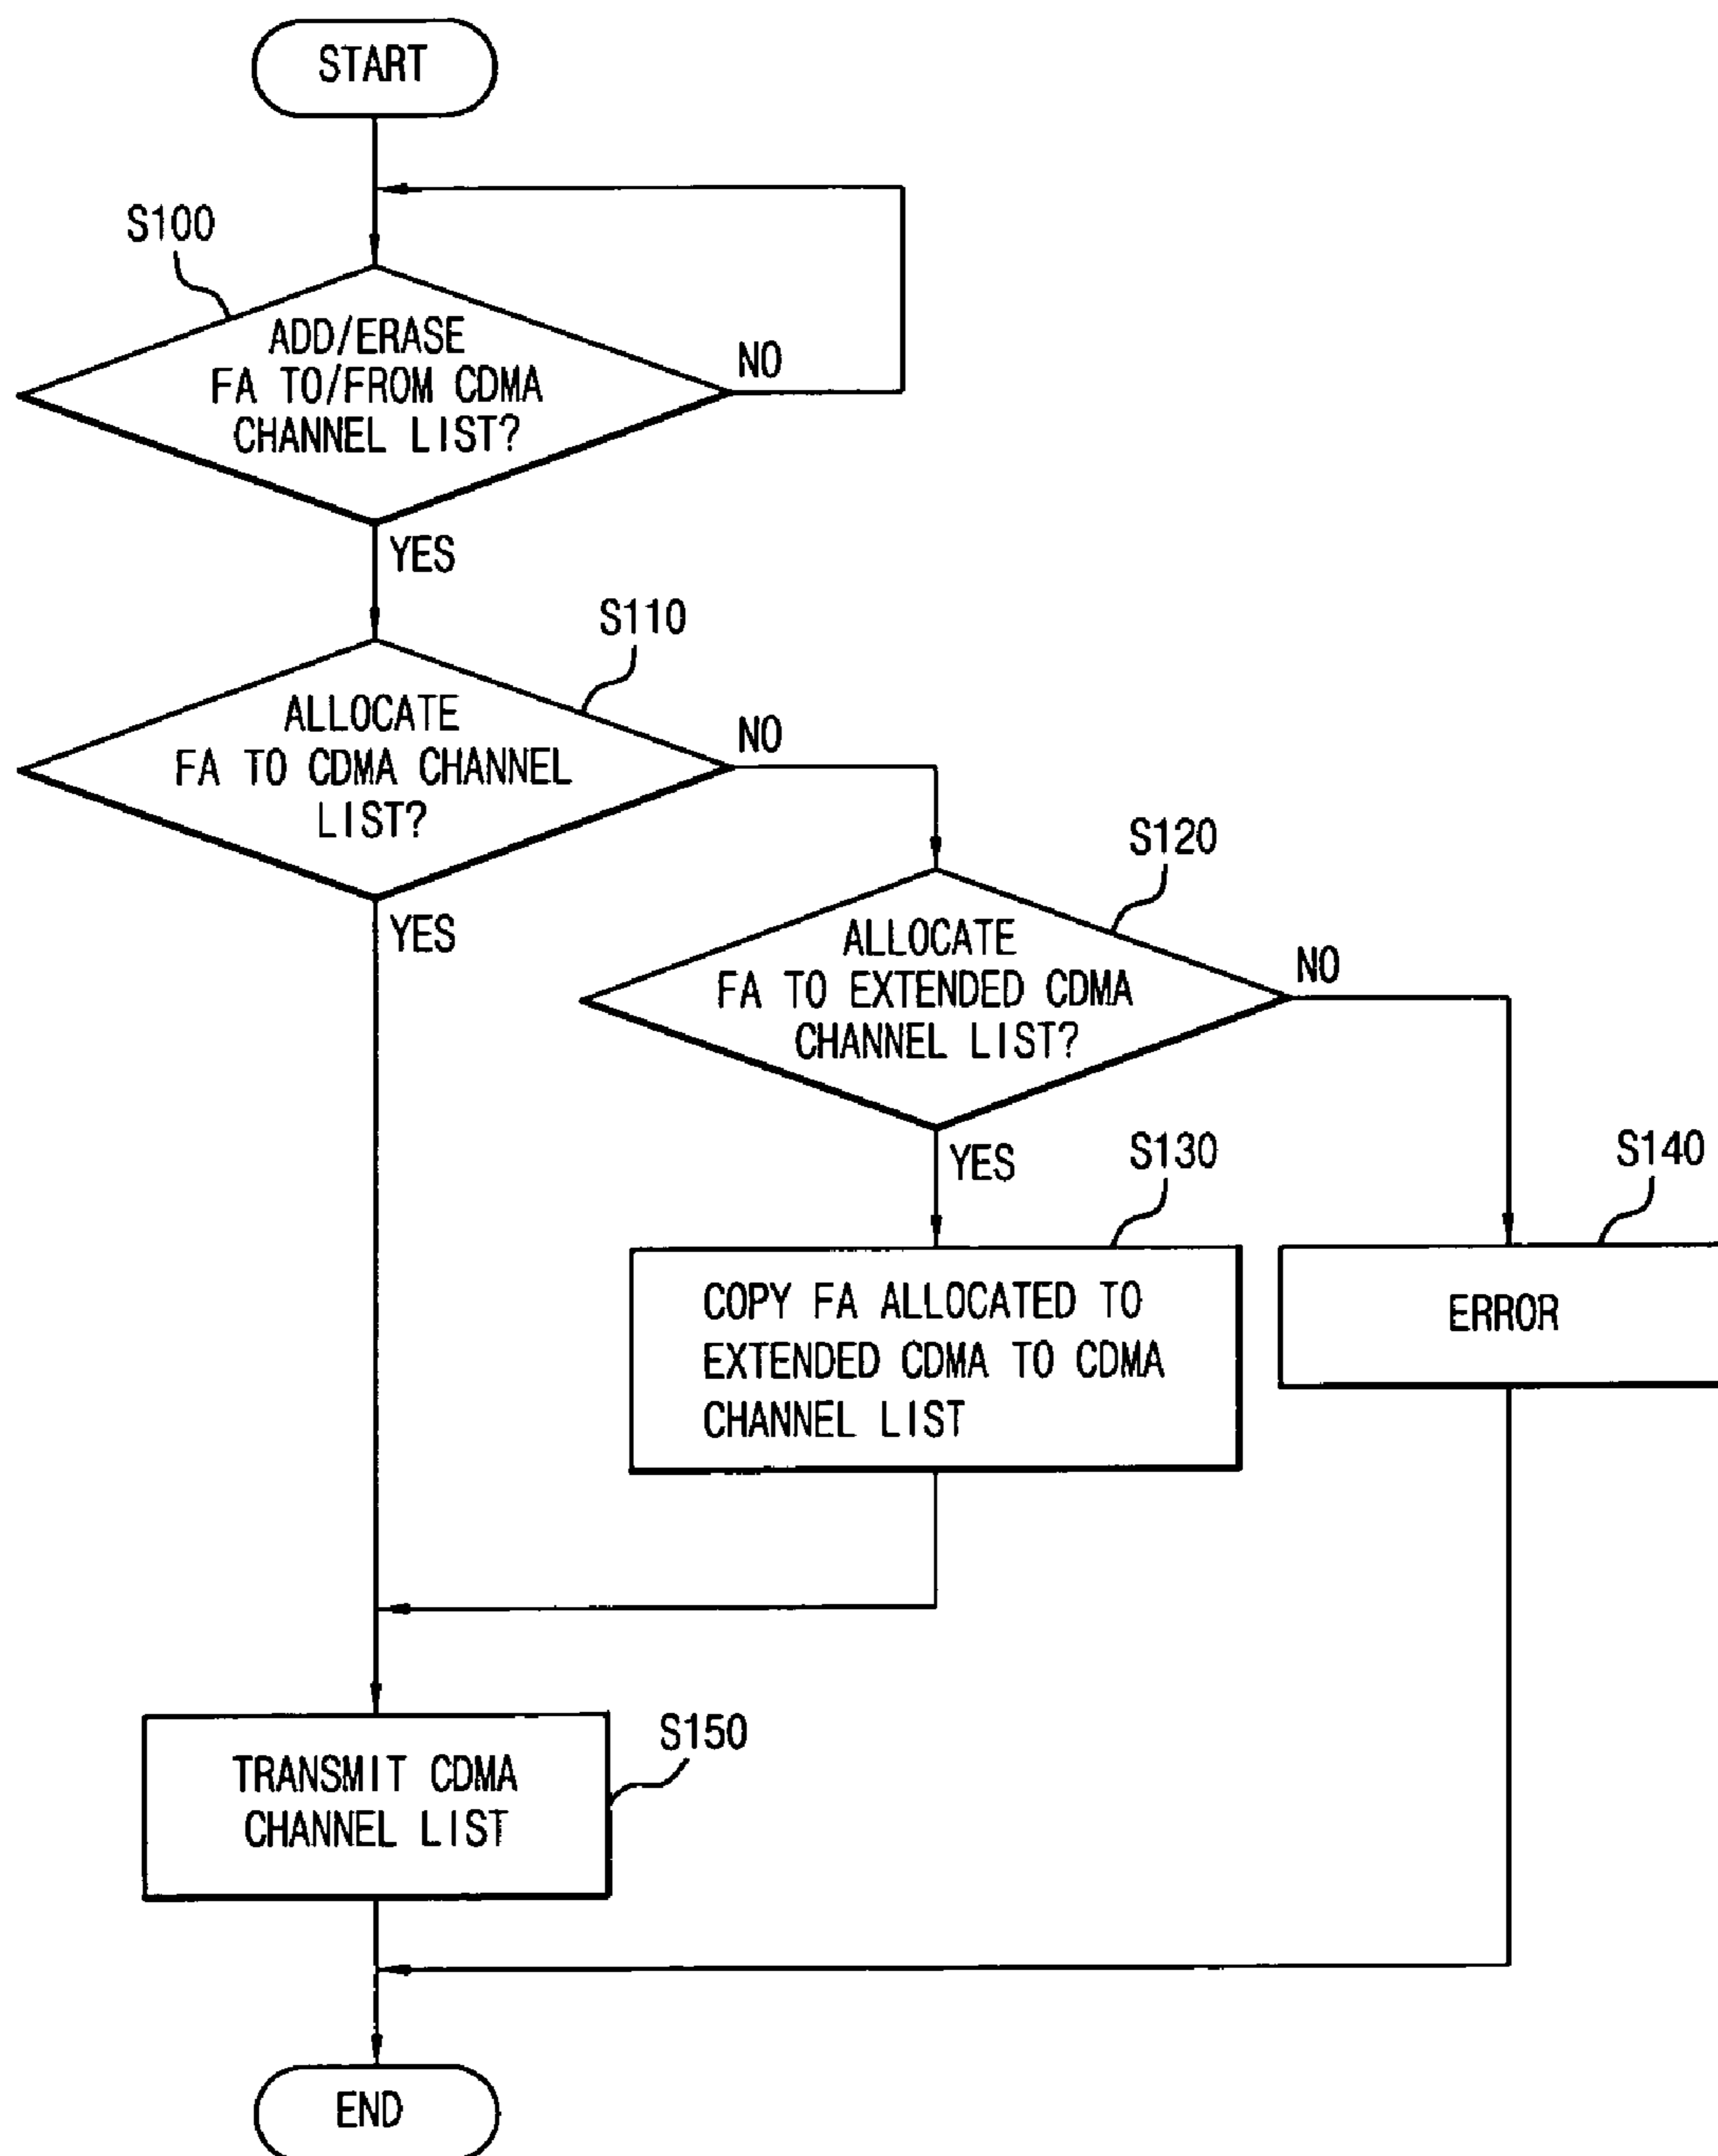 START
S100
ADD/ERASE
FA TO/FROM CDMA
CHANNEL LIST?
NO
YES
S110
ALLOCATE
FA TO CDMA CHANNEL
LIST?
NO
YES
S120
ALLOCATE
FA TO EXTENDED CDMA
CHANNEL LIST?
NO
YES
S130
COPY FA ALLOCATED TO
EXTENDED CDMA TO CDMA
CHANNEL LIST
S140
ERROR
S150
TRANSMIT CDMA
CHANNEL LIST
END